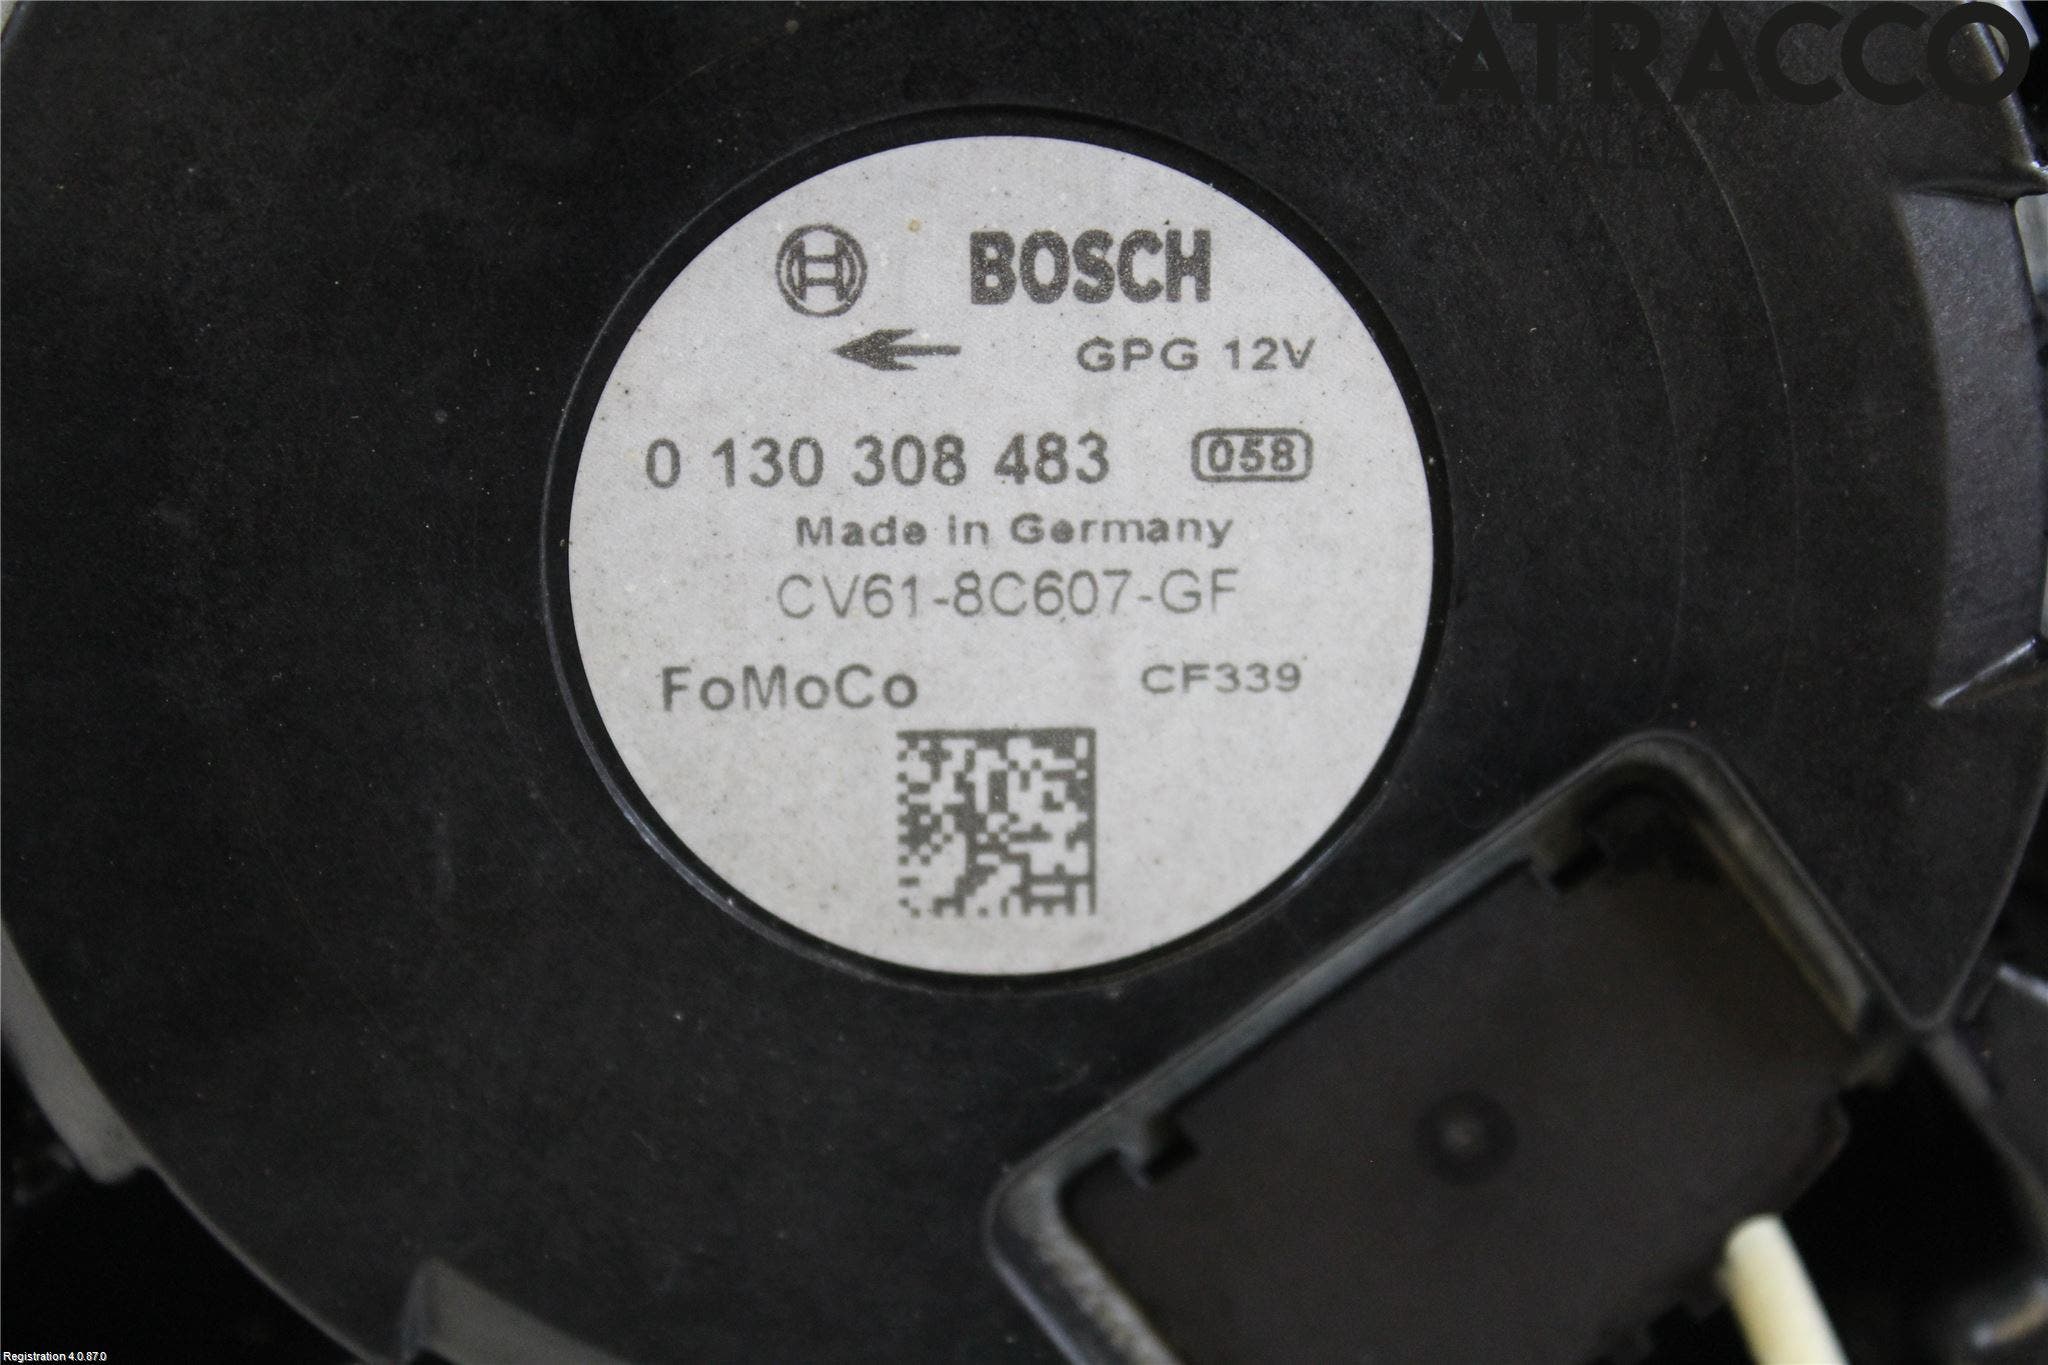 ATRACCO
VALLA
BOSCH
GPG 12V
0 130 308 483 058
Made in Germany
CV61-8C607-GF
FoMoCo CF339
Registration 4.0.87.0